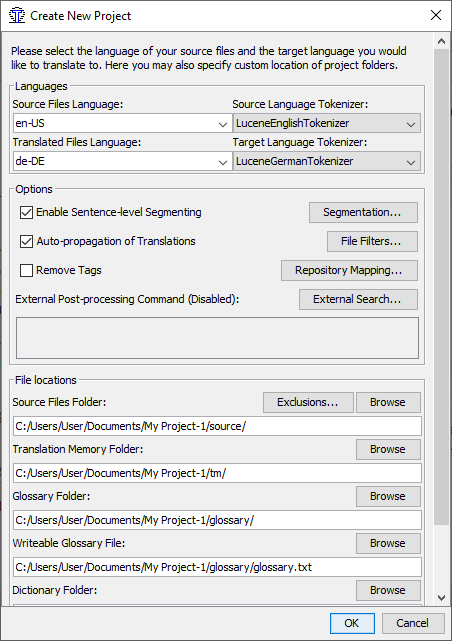 Create New Project
Please select the language of your source files and the target language you would
like to translate to. Here you may also specify custom location of project folders.
Languages
Source Files Language: Source Language Tokenizer:
en-US LuceneEnglishTokenizer
Translated Files Language: Target Language Tokenizer:
de-DE LuceneGermanTokenizer
Options
Enable Sentence-level Segmenting Segmentation...
Auto-propagation of Translations File Filters...
Remove Tags Repository Mapping...
External Post-processing Command (Disabled): External Search...
File locations
Source Files Folder: Exclusions... Browse
C:/Users/User/Documents/My Project-1/source/
Translation Memory Folder: Browse
C:/Users/User/Documents/My Project-1/tm/
Glossary Folder: Browse
C:/Users/User/Documents/My Project-1/glossary/
Writeable Glossary File: Browse
C:/Users/User/Documents/My Project-1/glossary/glossary.txt
Dictionary Folder: Browse
OK Cancel